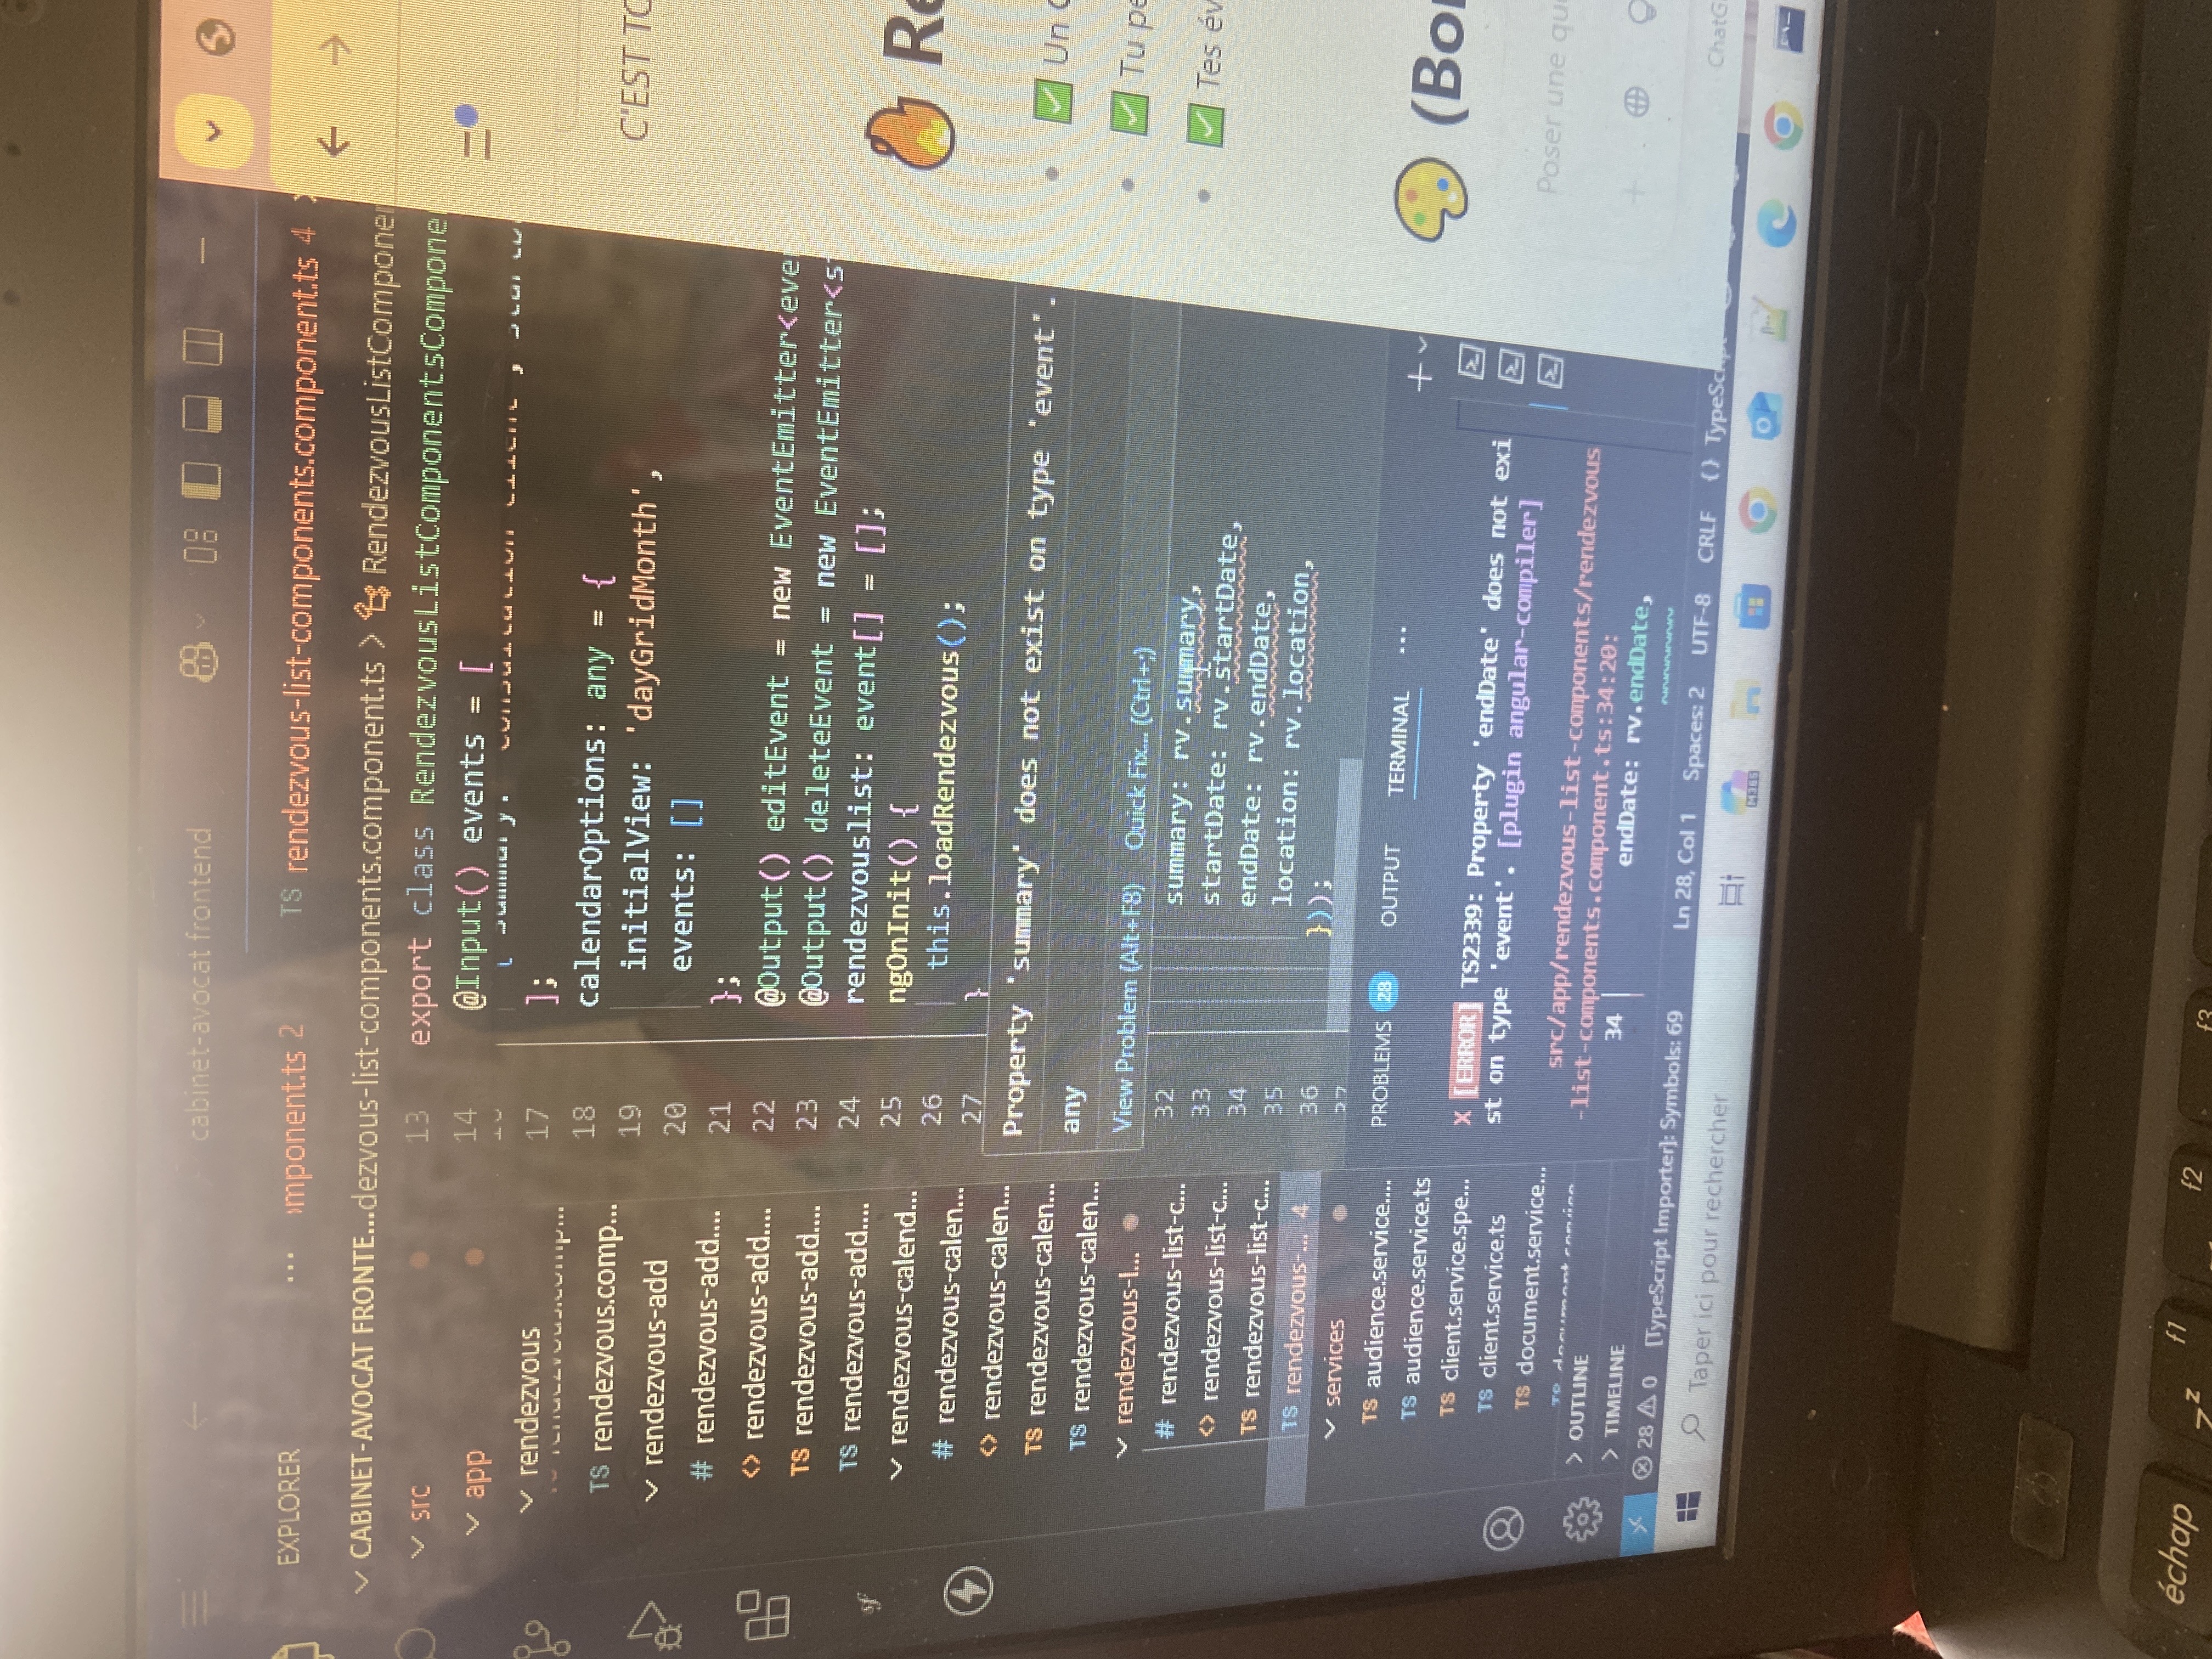 cabinet-avocat frontend
EXPLORER
... omponent.ts 2
TS rendezvous-list-components.component.ts 4
CABINET-AVOCAT FRONTE...
dezvous-list-components.component.ts > RendezvousListComponen
src
app
rendezvous
TS rendezvous.comp...
rendezvous-add
# rendezvous-add....
<> rendezvous-add....
TS rendezvous-add....
TS rendezvous-add....
rendezvous-calend...
# rendezvous-calen...
<> rendezvous-calen...
TS rendezvous-calen...
TS rendezvous-calen...
rendezvous-l...
# rendezvous-list-c...
<> rendezvous-list-c...
TS rendezvous-list-c...
TS rendezvous-... 4
services
TS audience.service....
TS audience.service.ts
TS client.service.spe...
TS client.service.ts
TS document.service...
OUTLINE
TIMELINE
13 export class RendezvousListComponentsCompone
14 @Input() events = [
17 ];
18 calendarOptions: any = {
19 initialView: 'dayGridMonth',
20 events: []
21 };
22 @Output() editEvent = new EventEmitter<eve
23 @Output() deleteEvent = new EventEmitter<s
24 rendezvouslist: event[] = [];
25 ngOnInit() {
26 this.loadRendezvous();
27 }
Property 'summary' does not exist on type 'event'.
any
View Problem (Alt+F8) Quick Fix... (Ctrl+;)
32 summary: rv.summary,
33 startDate: rv.startDate,
34 endDate: rv.endDate,
35 location: rv.location,
36 }));
37
PROBLEMS 28 OUTPUT TERMINAL ...
X [ERROR] TS2339: Property 'endDate' does not exi
st on type 'event'. [plugin angular-compiler]
src/app/rendezvous-list-components/rendezvous
-list-components.component.ts:34:20:
34 | endDate: rv.endDate,
28 0 [TypeScript Importer]: Symbols: 69 Ln 28, Col 1 Spaces: 2 UTF-8 CRLF {} TypeScript
Taper ici pour rechercher
M365
C'EST TO
Re
Un
Tu pe
Tes év
(Bo
Poser une qu
ChatG
ASUS
échap
f1
zᶻ
f2
f3